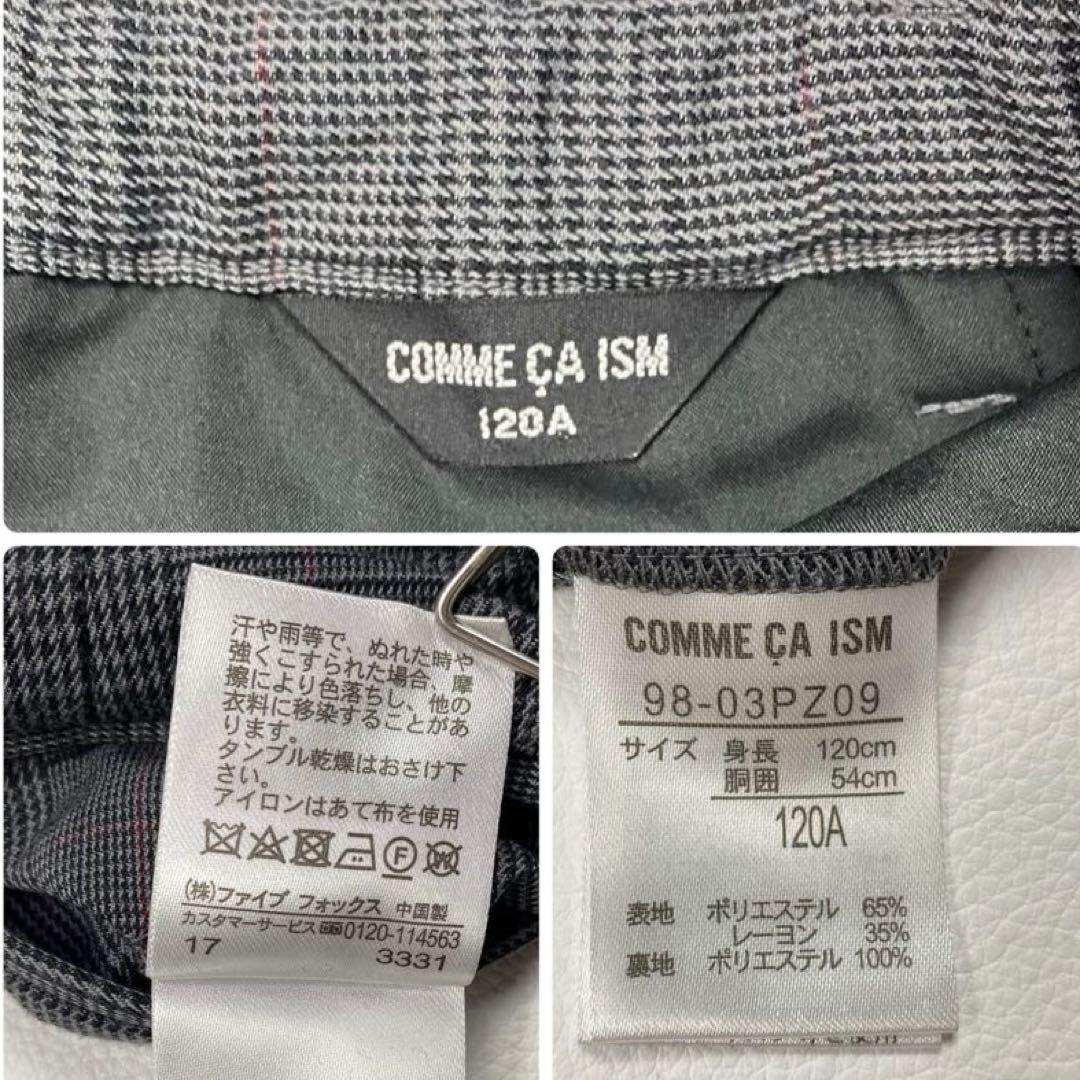 COMME ÇA ISM
120A
汗や雨等で、ぬれた時や
強くこすられた場合、摩
擦により色落ちし、他の
衣料に移染することがあ
ります。
タンブル乾燥はおさけ下
さい。
アイロンはあて布を使用
F W
(株)ファイブ フォックス 中国製
カスタマーサービス 0120-114563
17 3331
COMME ÇA ISM
98-03PZ09
サイズ 身長 120cm
胴囲 54cm
120A
表地 ポリエステル 65%
レーヨン 35%
裏地 ポリエステル 100%